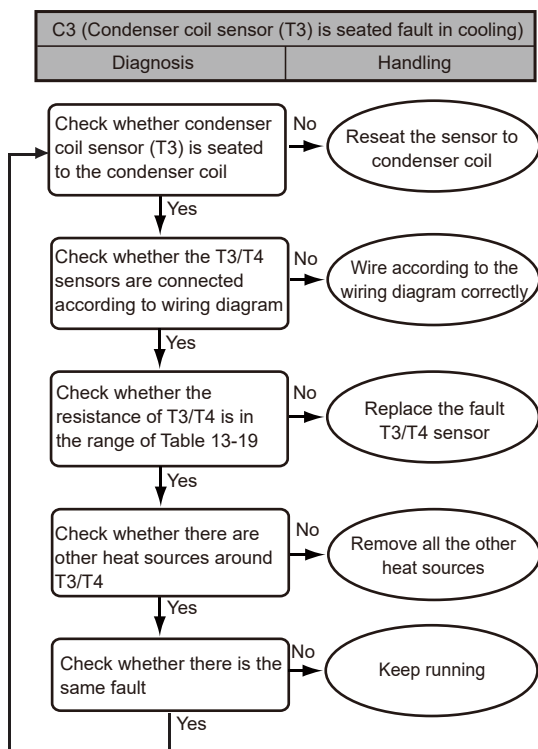 C3 (Condenser coil sensor (T3) is seated fault in cooling)
Diagnosis
Handling
Check whether condenser
coil sensor (T3) is seated
to the condenser coil
No
Reseat the sensor to
condenser coil
Yes
Check whether the T3/T4
sensors are connected
according to wiring diagram
No
Wire according to the
wiring diagram correctly
Yes
Check whether the
resistance of T3/T4 is in
the range of Table 13-19
No
Replace the fault
T3/T4 sensor
Yes
Check whether there are
other heat sources around
T3/T4
No
Remove all the other
heat sources
Yes
Check whether there is the
same fault
No
Keep running
Yes